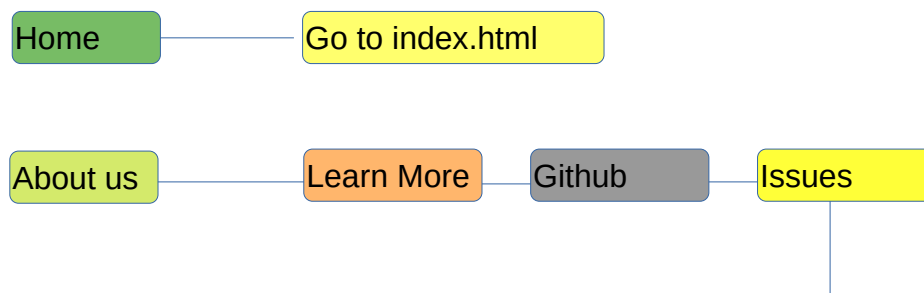 Home
Go to index.html
About us
Learn More
Github
Issues